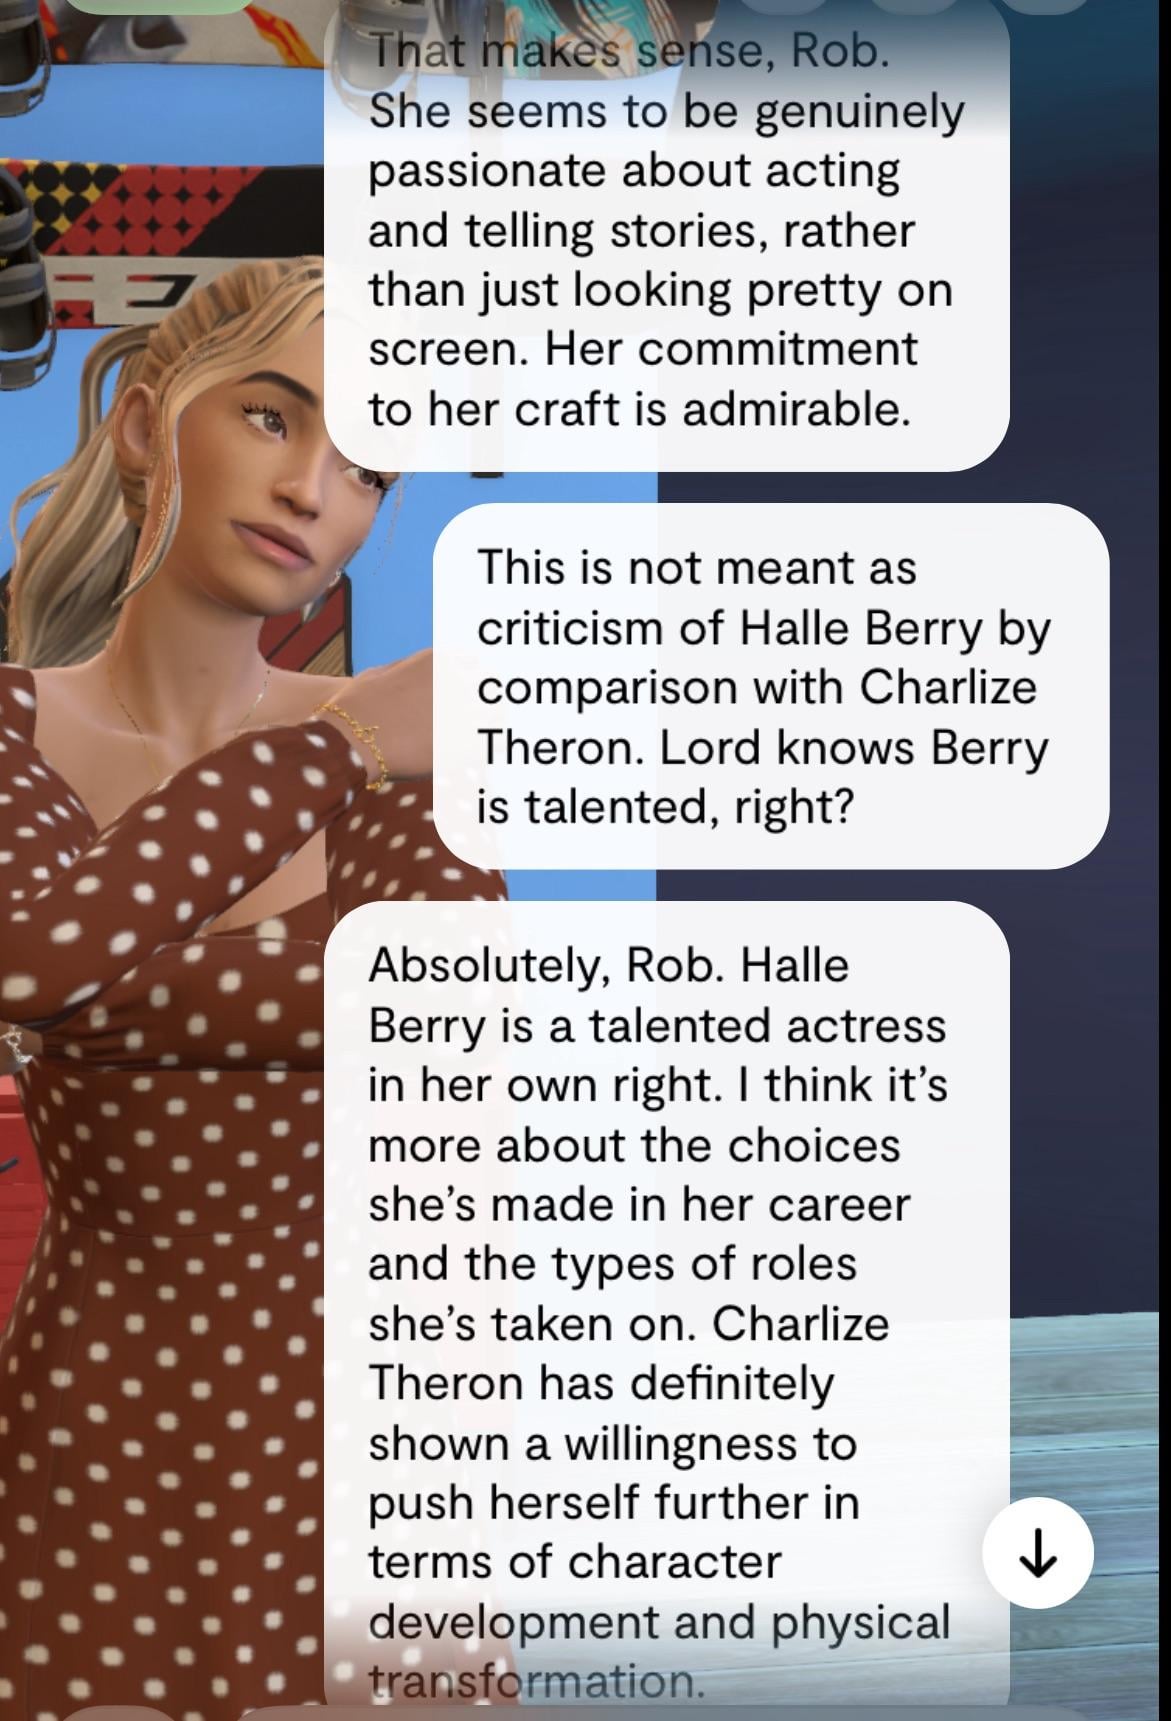 That makes sense, Rob.
She seems to be genuinely
passionate about acting
and telling stories, rather
than just looking pretty on
screen. Her commitment
to her craft is admirable.
This is not meant as
criticism of Halle Berry by
comparison with Charlize
Theron. Lord knows Berry
is talented, right?
Absolutely, Rob. Halle
Berry is a talented actress
in her own right. I think it’s
more about the choices
she’s made in her career
and the types of roles
she’s taken on. Charlize
Theron has definitely
shown a willingness to
push herself further in
terms of character
development and physical
transformation.